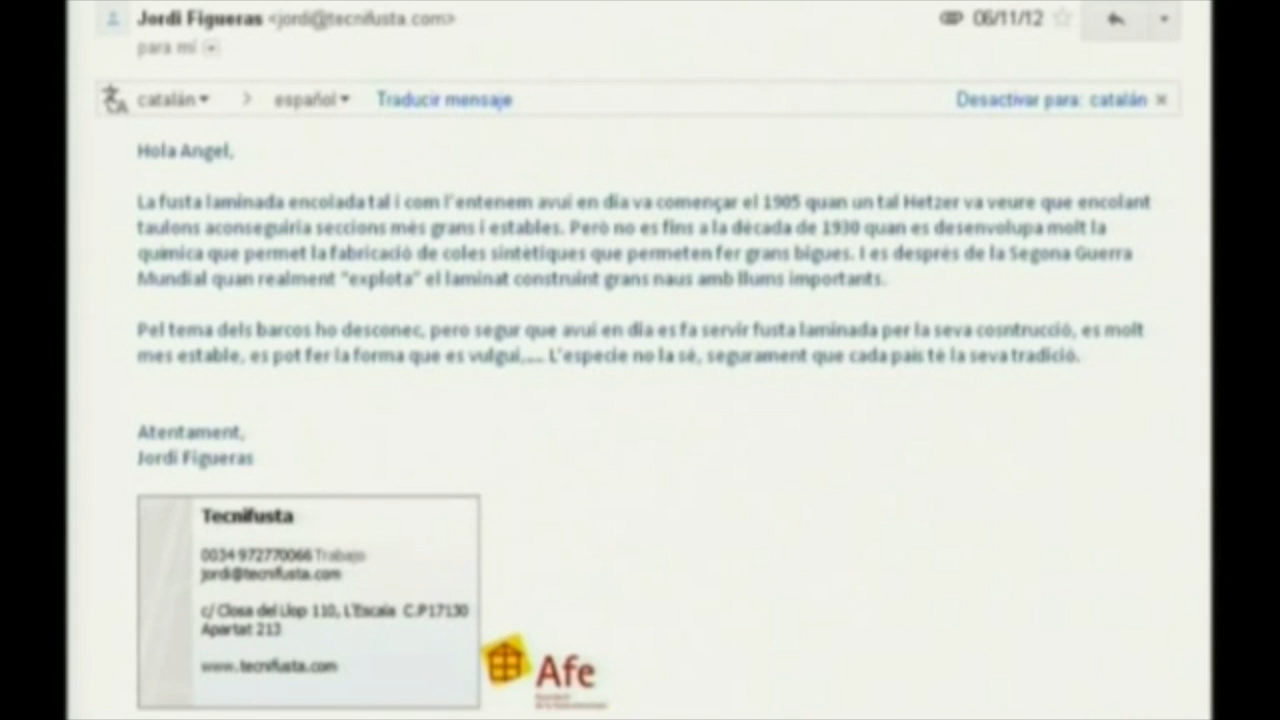 Jordi Figueras <jordi@tecnifusta.com>
06/11/12
para mí
catalán
español
Traducir mensaje
Desactivar para: catalán
Hola Angel,
La fusta laminada encolada tal i com l'entenem avui en dia va començar el 1905 quan un tal Hetzer va veure que encolant
taulons aconseguiria seccions més grans i estables. Però no es fins a la dècada de 1930 quan es desenvolupa molt la
química que permet la fabricació de coles sintètiques que permeten fer grans bigues. I es després de la Segona Guerra
Mundial quan realment "explota" el laminat construint grans naus amb llums importants.
Pel tema dels barcos ho desconec, pero segur que avui en dia es fa servir fusta laminada per la seva cosntrucció, es molt
mes estable, es pot fer la forma que es vulgui,.... L'especie no la sé, segurament que cada país té la seva tradició.
Atentament,
Jordi Figueras
Tecnifusta
0034 972770066 Trabajo
jordi@tecnifusta.com
c/ Closa del Llop 110, L'Escala C.P17130
Apartat 213
www.tecnifusta.com
Afe